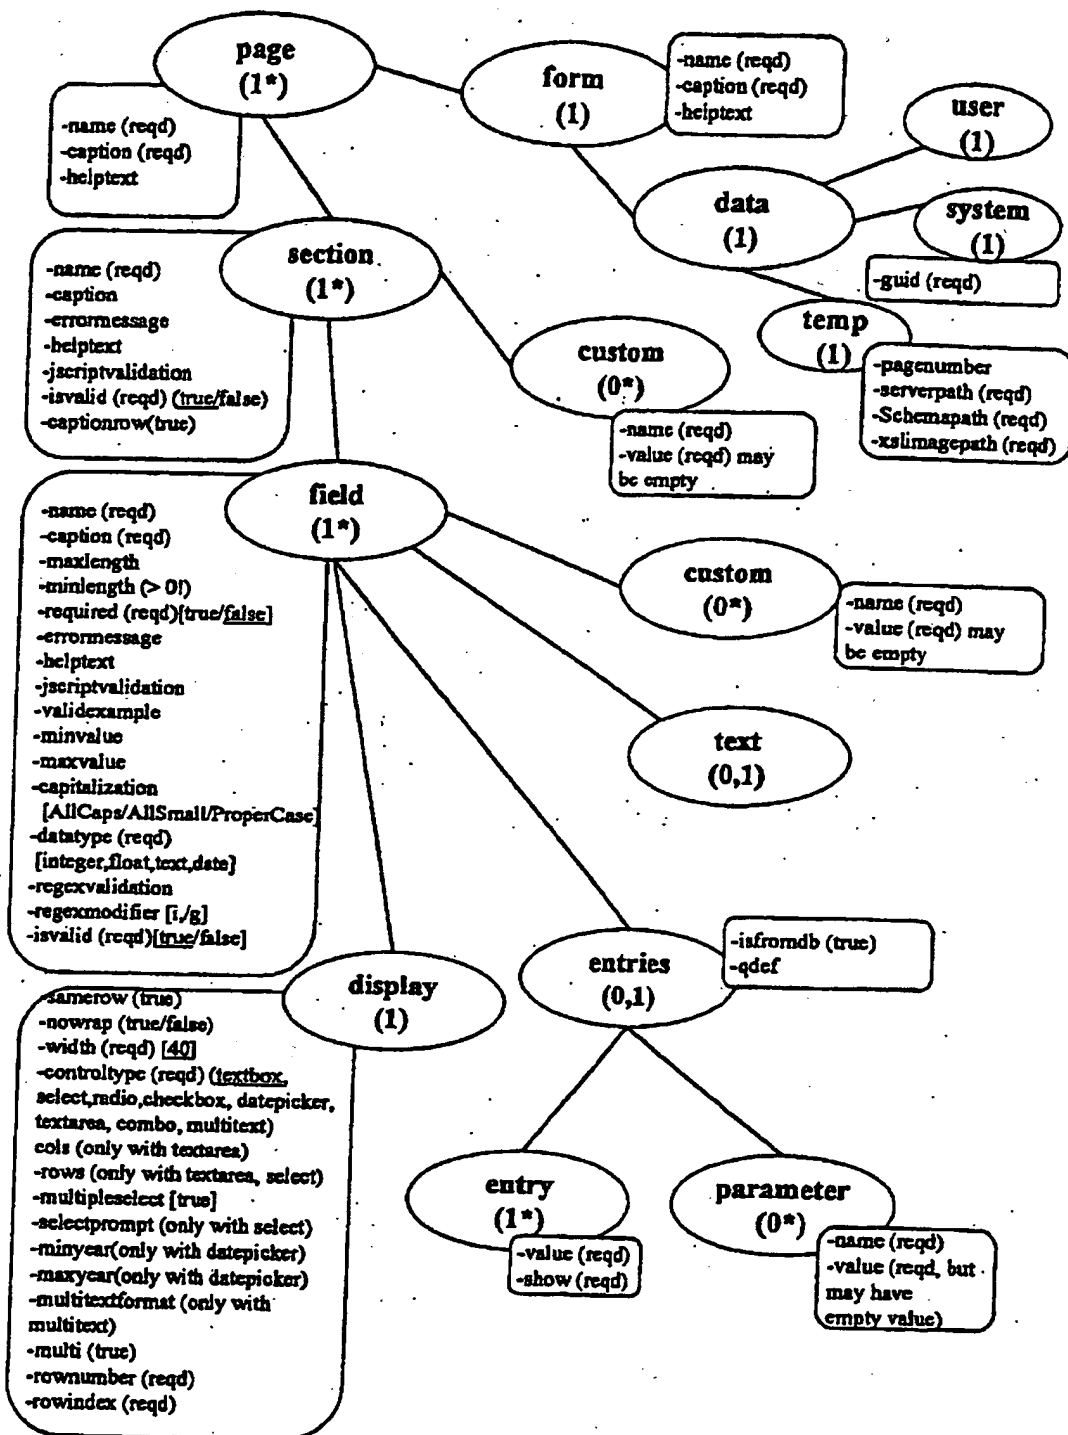 page
(1*)
-name (reqd)
-caption (reqd)
-helptext
form
(1)
-name (reqd)
-caption (reqd)
-helptext
user
(1)
data
(1)
system
(1)
-guid (reqd)
temp
(1)
-pagenumber
-serverpath (reqd)
-Schemapath (reqd)
-xslimagepath (reqd)
section
(1*)
-name (reqd)
-caption
-errormessage
-helptext
-jscriptvalidation
-isvalid (reqd) (true/false)
-captionrow(true)
custom
(0*)
-name (reqd)
-value (reqd) may
be empty
field
(1*)
-name (reqd)
-caption (reqd)
-maxlength
-minlength (> 0!)
-required (reqd)[true/false]
-errormessage
-helptext
-jscriptvalidation
-validexample
-minvalue
-maxvalue
-capitalization
[AllCaps/AllSmall/ProperCase]
-datatype (reqd)
[integer,float,text,date]
-regexvalidation
-regexmodifier [i,/g]
-isvalid (reqd)[true/false]
custom
(0*)
-name (reqd)
-value (reqd) may
be empty
text
(0,1)
entries
(0,1)
-isfromdb (true)
-qdef
display
(1)
-samerow (true)
-nowrap (true/false)
-width (reqd) [40]
-controltype (reqd) (textbox,
select,radio,checkbox, datepicker,
textarea, combo, multitext)
cols (only with textarea)
-rows (only with textarea, select)
-multipleselect [true]
-selectprompt (only with select)
-minyear(only with datepicker)
-maxyear(only with datepicker)
-multitextformat (only with
multitext)
-multi (true)
-rownumber (reqd)
-rowindex (reqd)
entry
(1*)
-value (reqd)
-show (reqd)
parameter
(0*)
-name (reqd)
-value (reqd, but
may have
empty value)